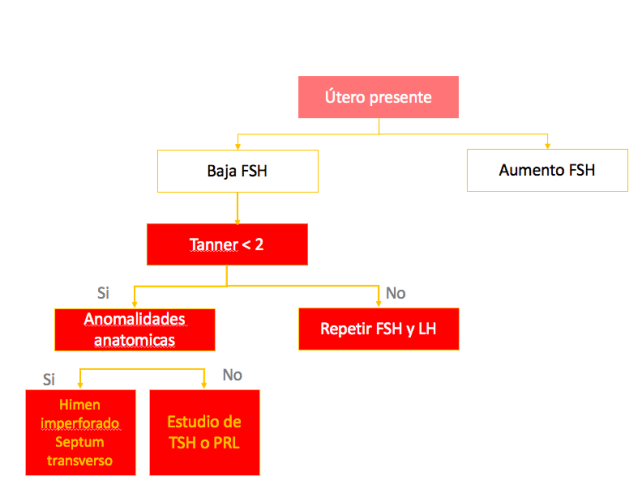 Útero presente
Baja FSH
Aumento FSH
Tanner < 2
Si
No
Anomalidades
anatomicas
Repetir FSH y LH
Si
No
Himen
imperforado
Septum
transverso
Estudio de
TSH o PRL